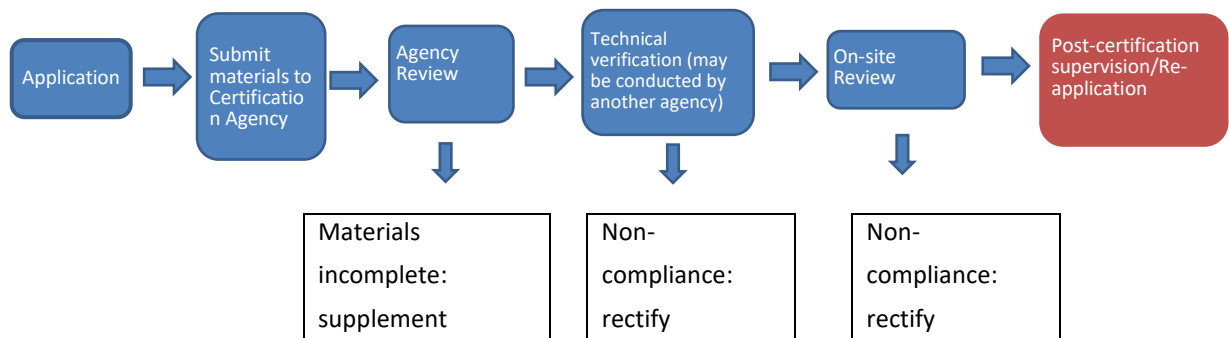 Application
Submit
materials to
Certificatio
n Agency
Agency
Review
Technical
verification (may
be conducted by
another agency)
On-site
Review
Post-certification
supervision/Re-
application
Materials
incomplete:
supplement
Non-
compliance:
rectify
Non-
compliance:
rectify